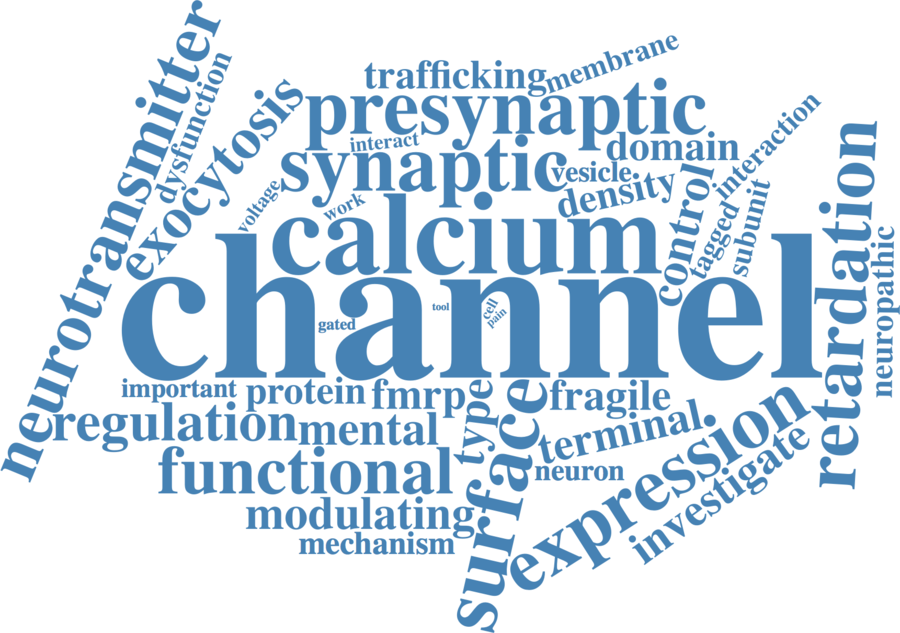 neurotransmitter
dysfunction
exocytosis
trafficking
membrane
presynaptic
interact
synaptic
domain
vesicle
density
interaction
control
tagged
subunit
voltage
work
calcium
channel
gated
tool
cell
pain
retardation
neuropathic
important
protein
fmrp
type
surface
fragile
regulation
mental
terminal
functional
neuron
expression
investigate
modulating
mechanism